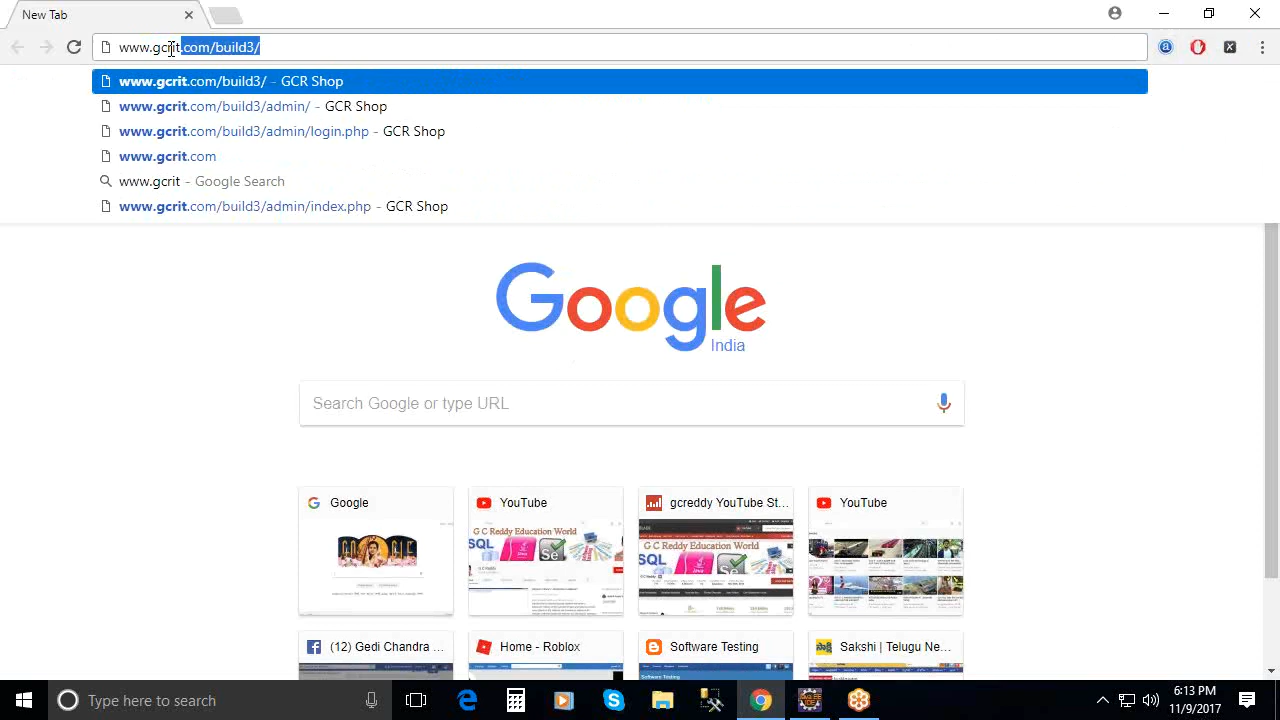 New Tab
www.gcrit.com/build3/
www.gcrit.com/build3/ - GCR Shop
www.gcrit.com/build3/admin/ - GCR Shop
www.gcrit.com/build3/admin/login.php - GCR Shop
www.gcrit.com
www.gcrit - Google Search
www.gcrit.com/build3/admin/index.php - GCR Shop
Google
India
Search Google or type URL
Google
YouTube
gcreddy YouTube St...
YouTube
G C Reddy Education World
SQL
Se
G C Reddy Education World
SQL
Se
(12) Gedi Chandra ...
Home - Roblox
Software Testing
Sakshi | Telugu Ne...
Software Testing
Type here to search
6:13 PM
11/9/2017